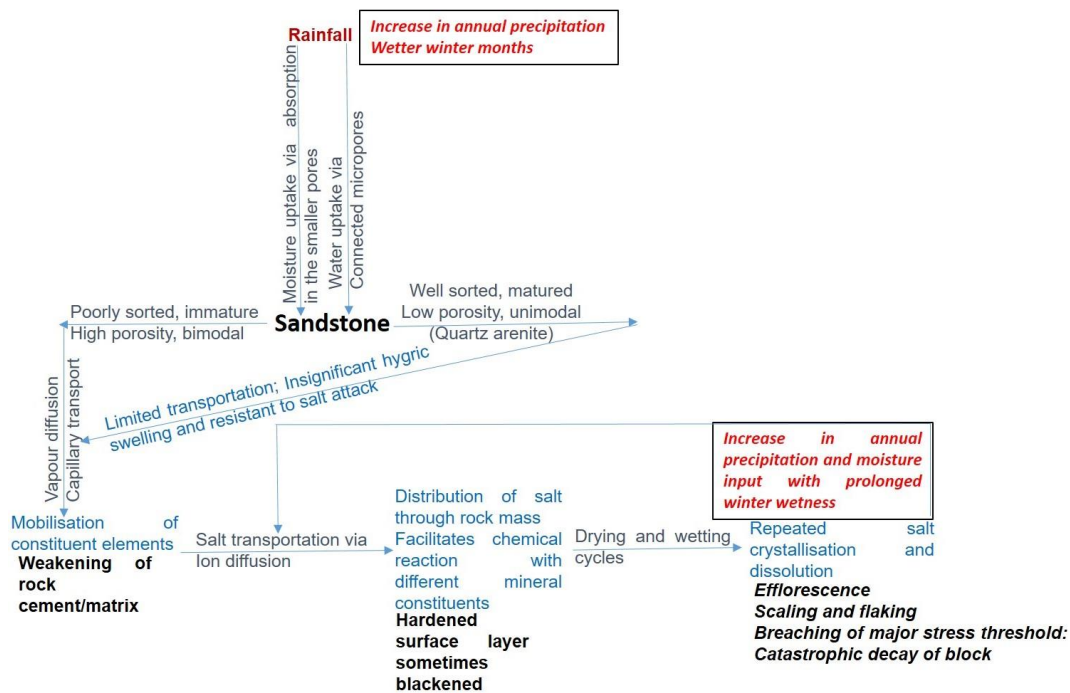 Rainfall
Increase in annual precipitation
Wetter winter months
Moisture uptake via absorption
in the smaller pores
Water uptake via
Connected micropores
Poorly sorted, immature
High porosity, bimodal
Sandstone
Well sorted, matured
Low porosity, unimodal
(Quartz arenite)
Limited transportation; Insignificant hygric
swelling and resistant to salt attack
Vapour diffusion
Capillary transport
Increase in annual
precipitation and moisture
input with prolonged
winter wetness
Mobilisation of
constituent elements
Weakening of
rock
cement/matrix
Salt transportation via
Ion diffusion
Distribution of salt
through rock mass
Facilitates chemical
reaction with
different mineral
constituents
Hardened
surface layer
sometimes
blackened
Drying and wetting
cycles
Repeated salt
crystallisation and
dissolution
Efflorescence
Scaling and flaking
Breaching of major stress threshold:
Catastrophic decay of block